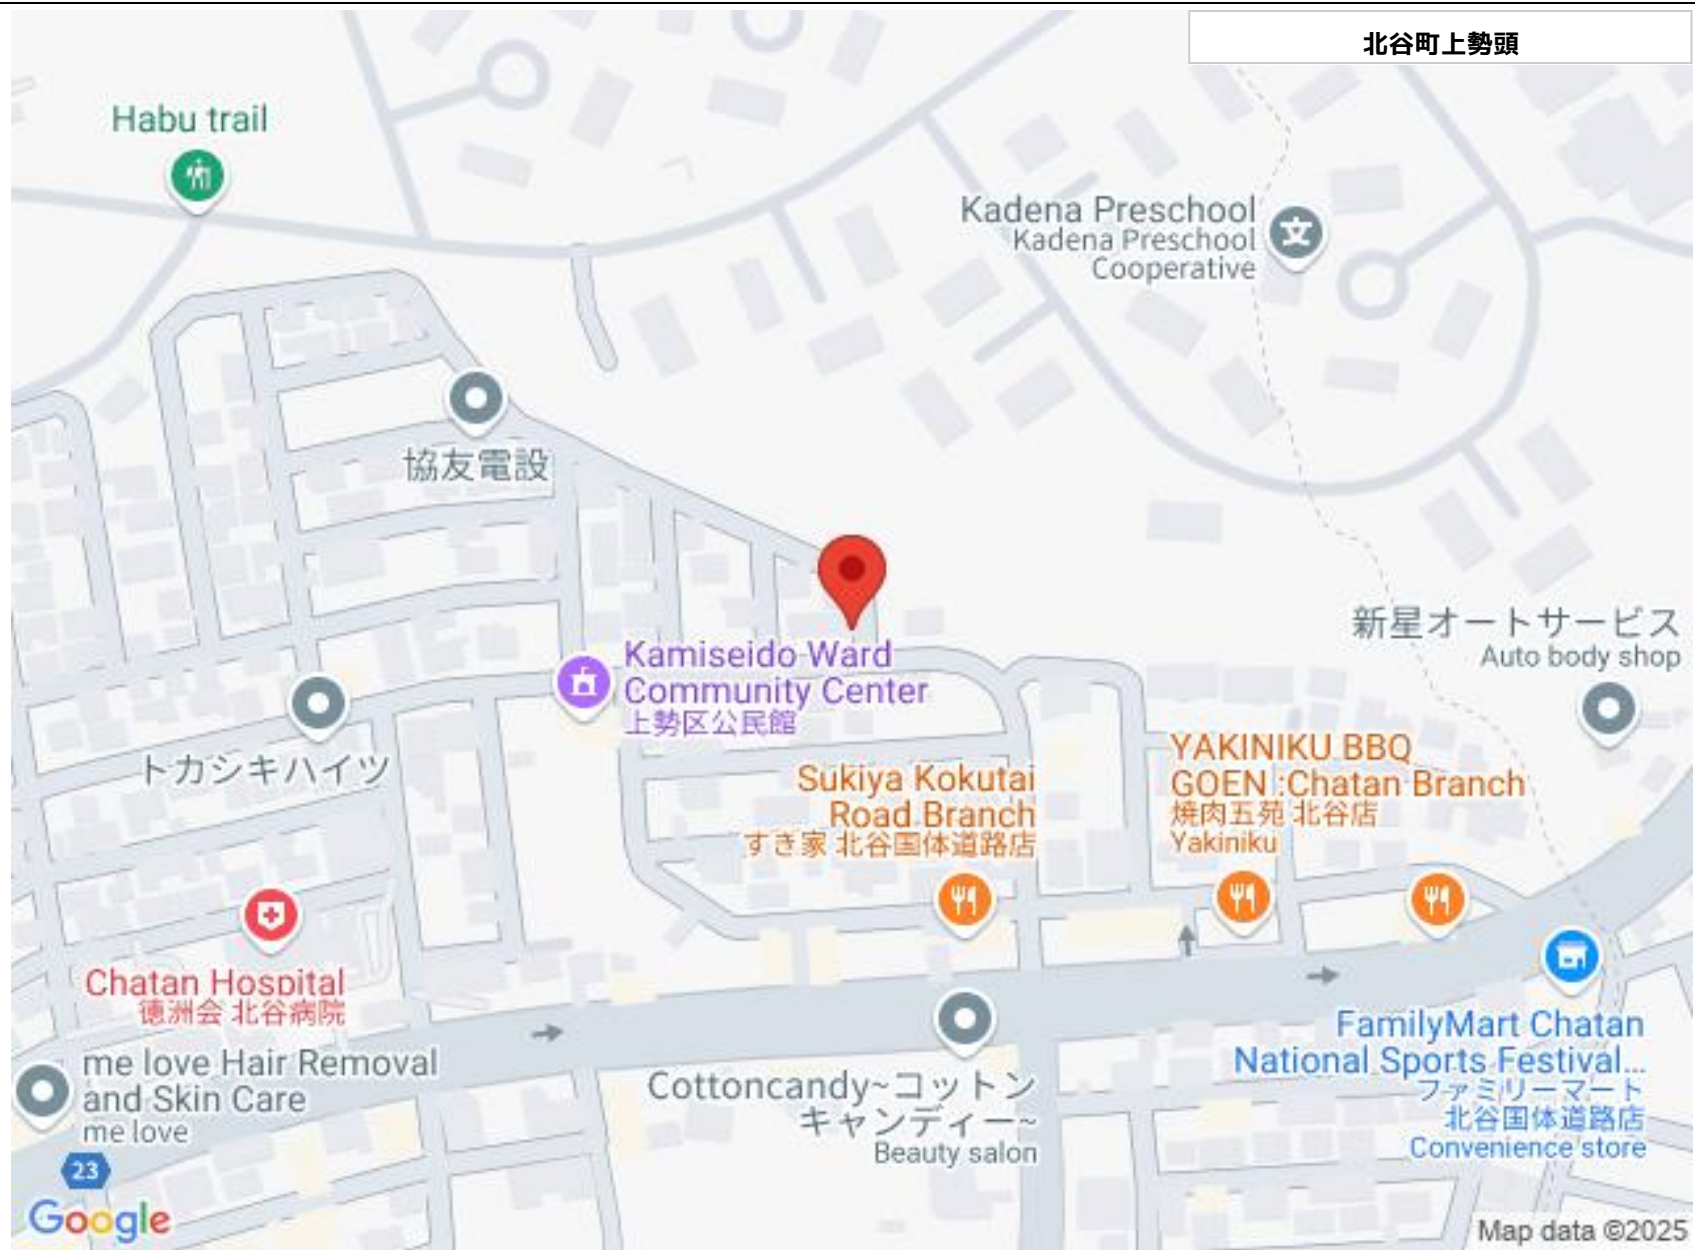 北谷町上勢頭
Habu trail
Kadena Preschool
Kadena Preschool
Cooperative
文
協友電設
新星オートサービス
Auto body shop
Kamiseido Ward
Community Center
上勢区公民館
トカシキハイツ
YAKINIKU BBQ
GOEN :Chatan Branch
焼肉五苑 北谷店
Yakiniku
Sukiya Kokutai
Road Branch
すき家 北谷国体道路店
Chatan Hospital
徳洲会 北谷病院
me love Hair Removal
and Skin Care
me love
Cottoncandy~コットン
キャンディー~
Beauty salon
FamilyMart Chatan
National Sports Festival...
ファミリーマート
北谷国体道路店
Convenience store
23
Google
Map data ©2025